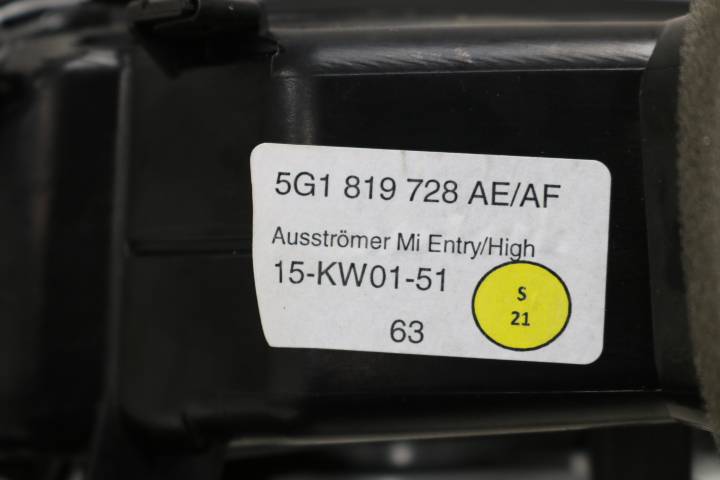 5G1 819 728 AE/AF
Ausströmer Mi Entry/High
15-KW01-51
S
21
63